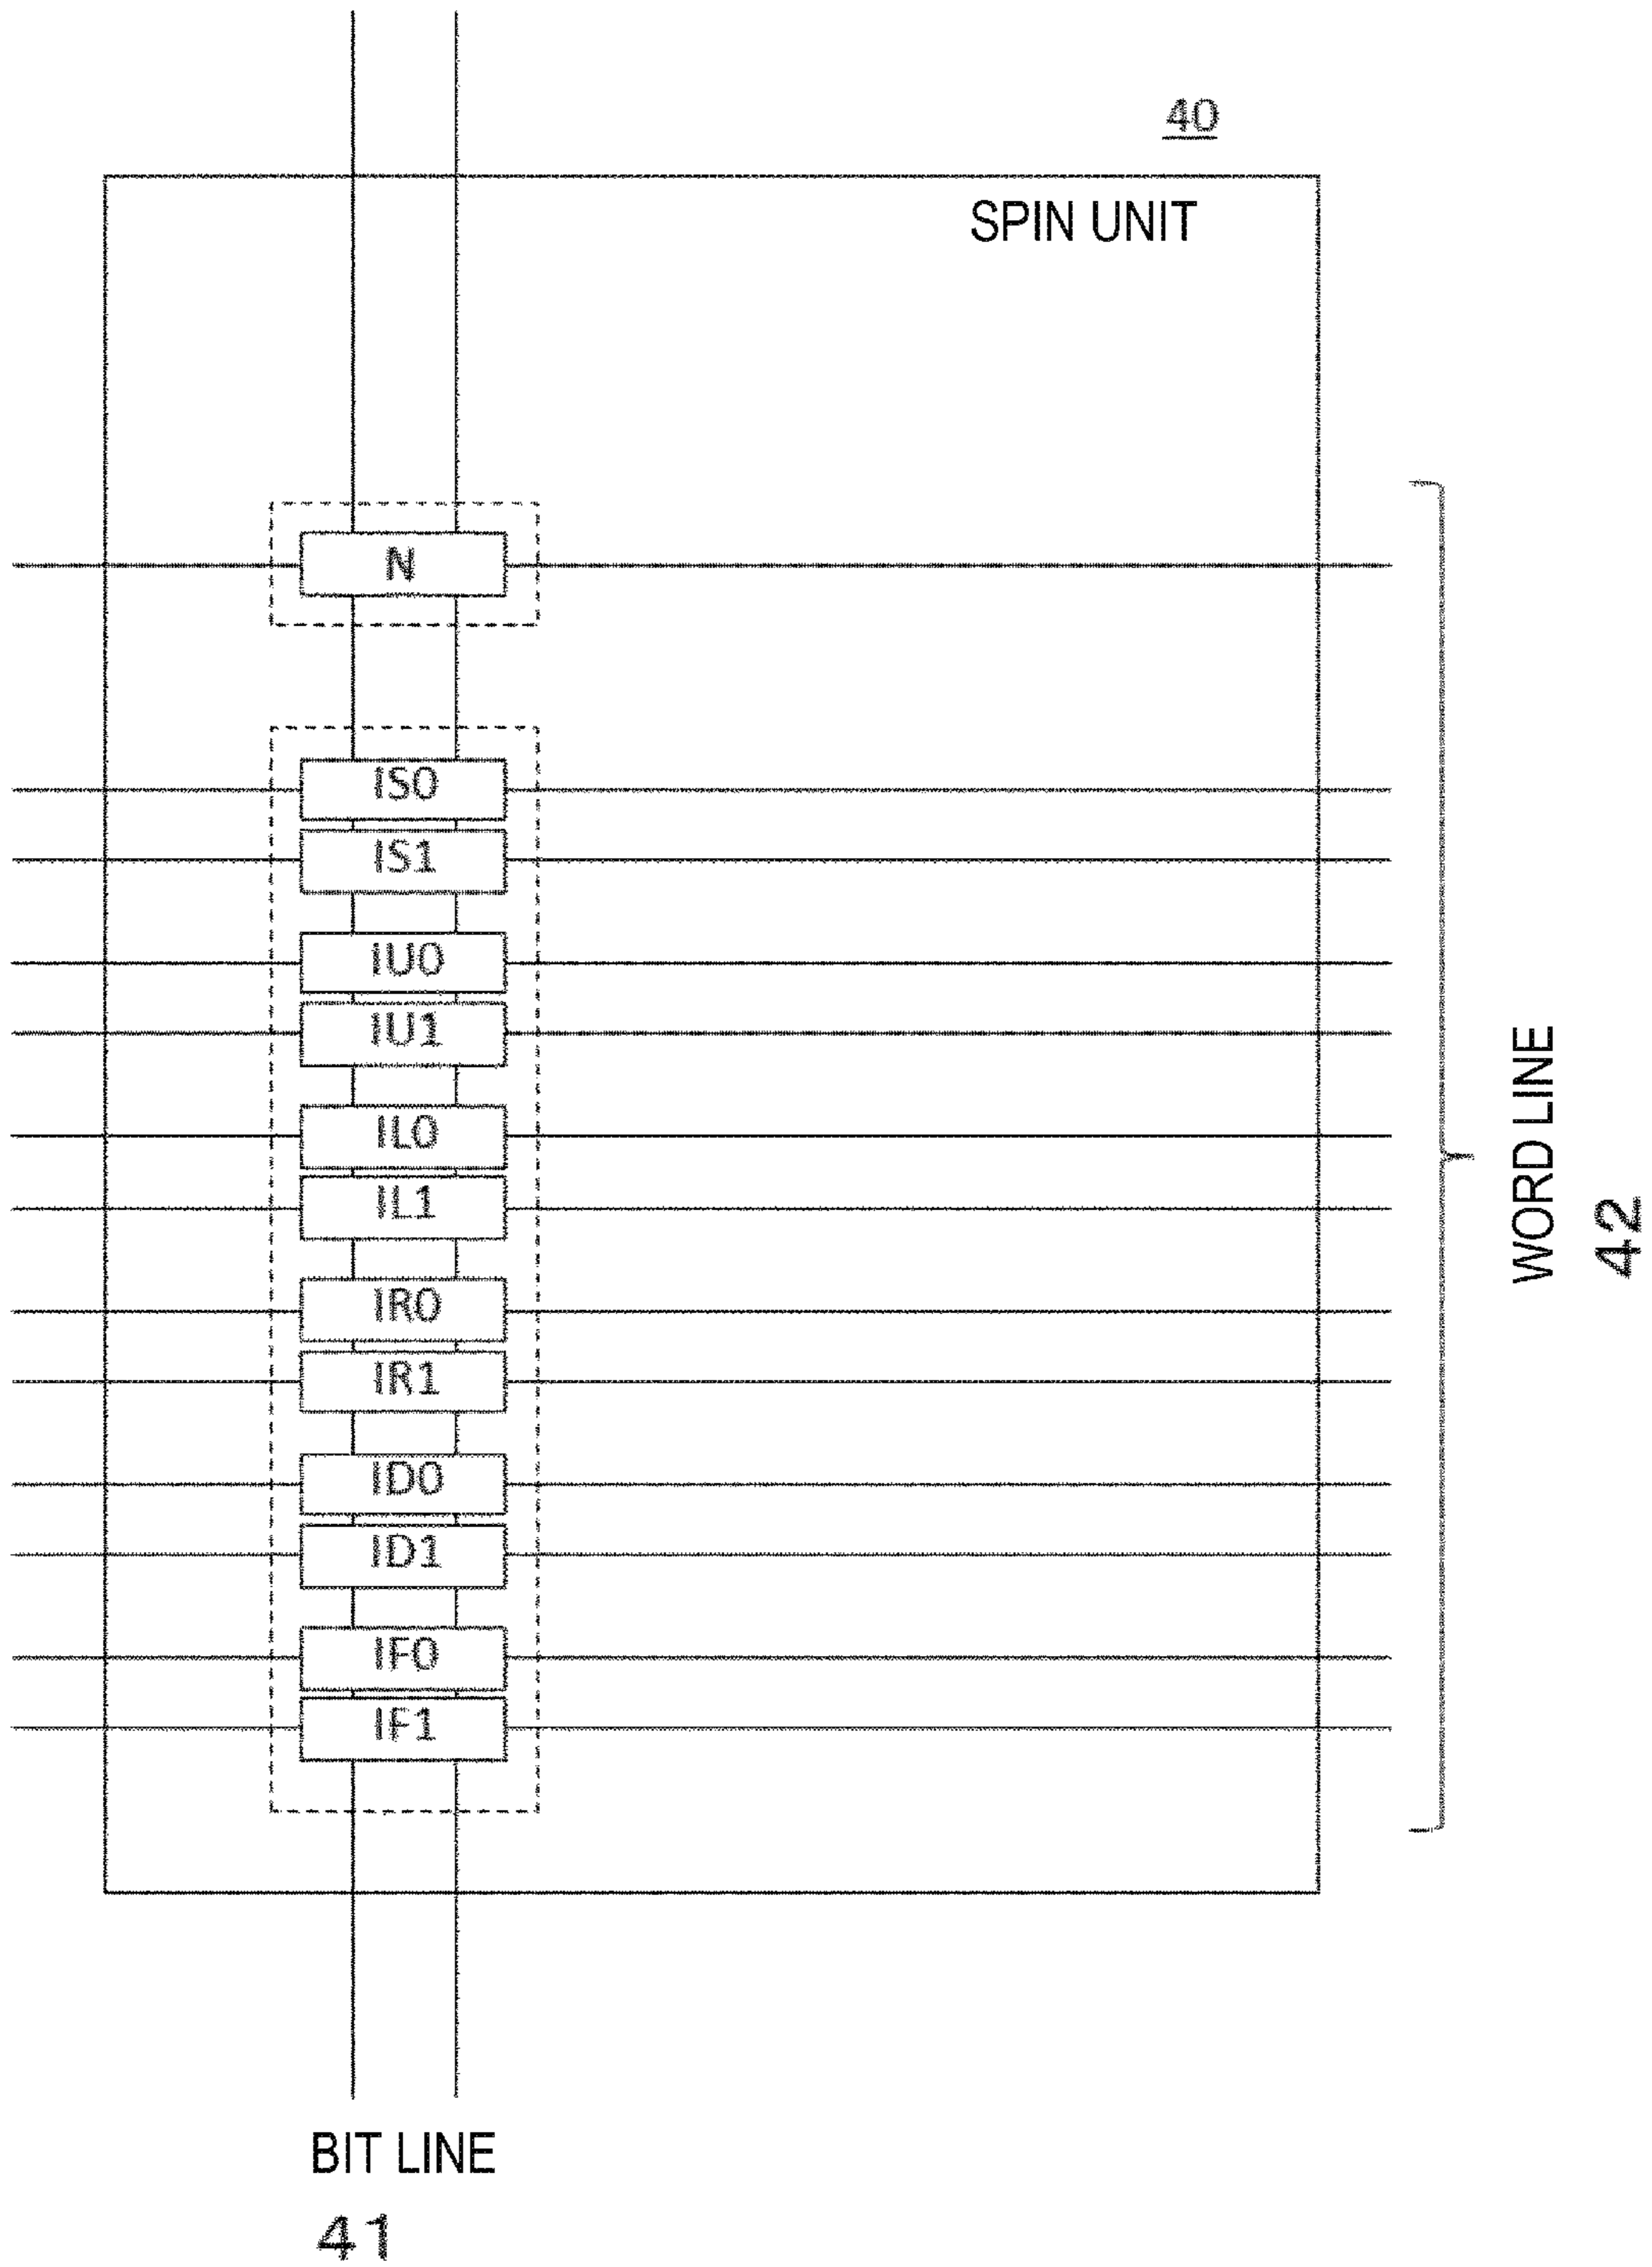 40
SPIN UNIT
N
IS0
IS1
IU0
IU1
IL0
IL1
IR0
IR1
ID0
ID1
IF0
IF1
WORD LINE
42
BIT LINE
41